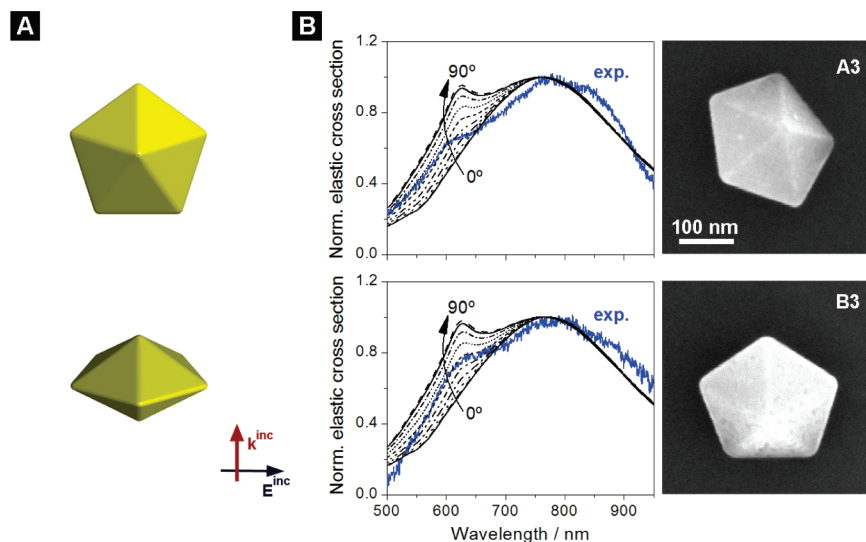 A
k^inc
E^inc
B
1.2
0.8
0.4
0.0
Norm. elastic cross section
90º
0º
exp.
A3
100 nm
1.2
0.8
0.4
0.0
Norm. elastic cross section
90º
0º
exp.
500 600 700 800 900
Wavelength / nm
B3